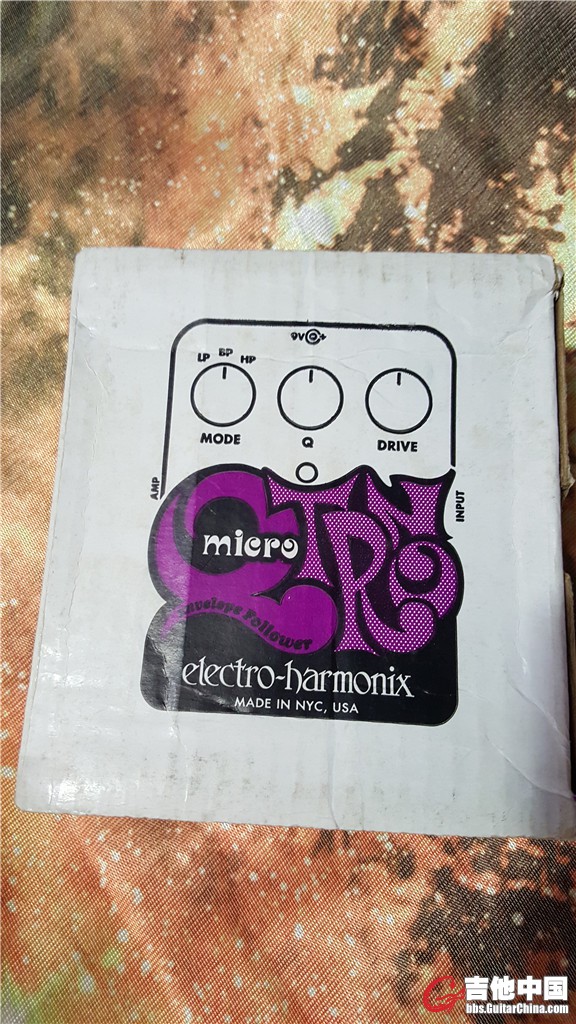 9V
LP BP HP
MODE Q DRIVE
AMP
INPUT
micro
Q TRON
Envelope Follower
electro-harmonix
MADE IN NYC, USA
吉他中国
bbs.GuitarChina.com